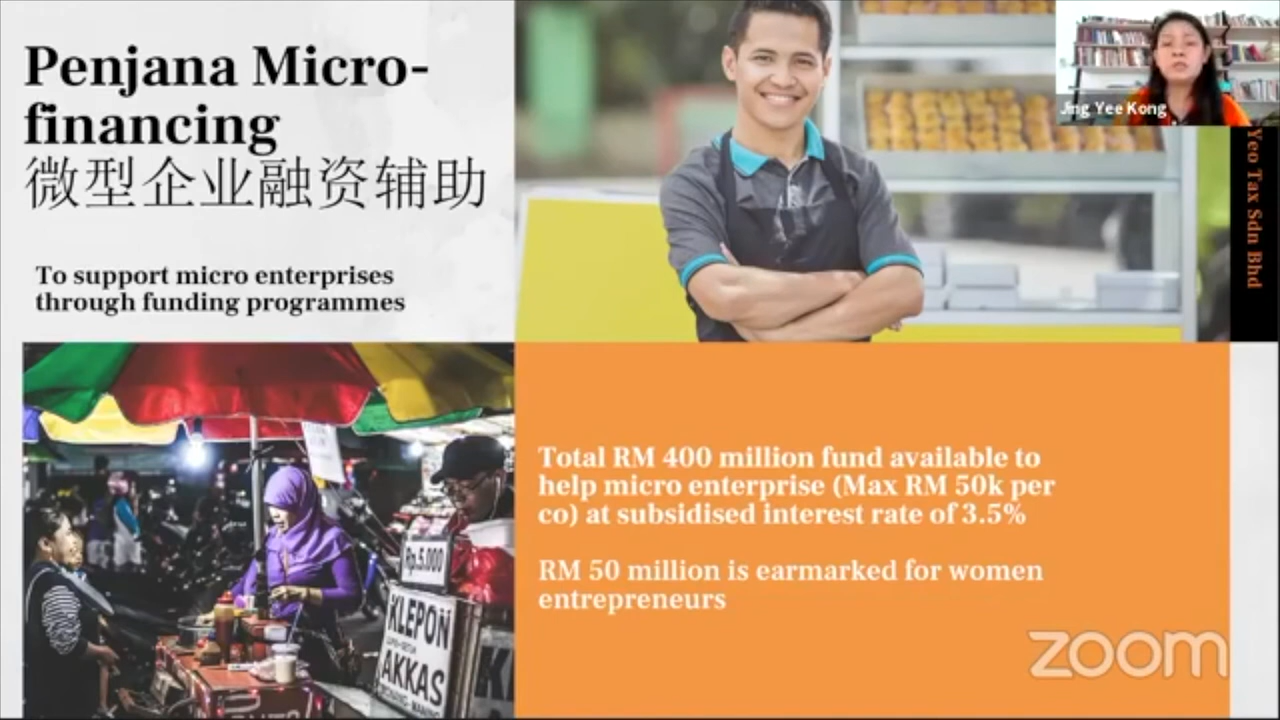 Penjana Micro-
financing
微型企业融资辅助
To support micro enterprises
through funding programmes
Jing Yee Kong
Yeo Tax Sdn Bhd
Rp.5.000
KLEPON
AKKAS
Total RM 400 million fund available to
help micro enterprise (Max RM 50k per
co) at subsidised interest rate of 3.5%
RM 50 million is earmarked for women
entrepreneurs
zoom